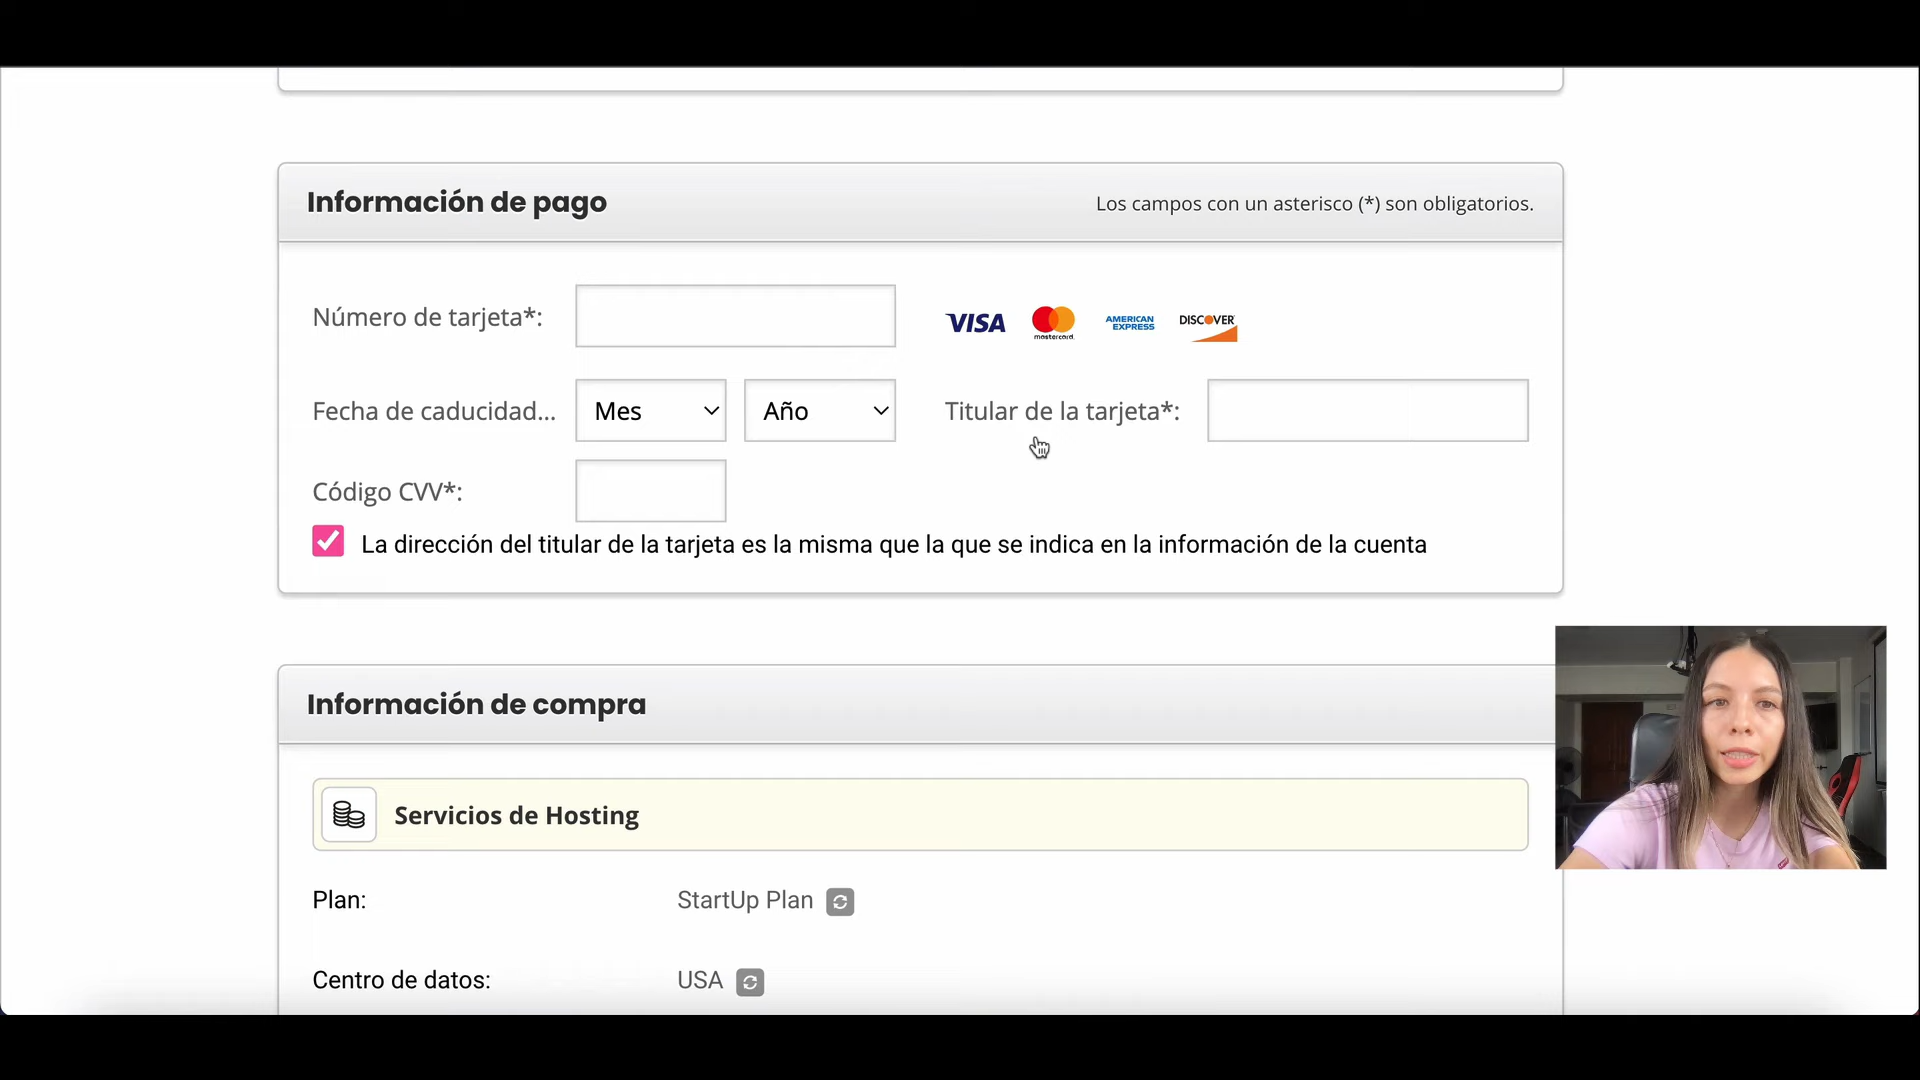 Información de pago
Los campos con un asterisco (*) son obligatorios.
Número de tarjeta*:
VISA
mastercard.
AMERICAN EXPRESS
DISCOVER
Fecha de caducidad...
Mes
Año
Titular de la tarjeta*:
Código CVV*:
La dirección del titular de la tarjeta es la misma que la que se indica en la información de la cuenta
Información de compra
Servicios de Hosting
Plan:
StartUp Plan
Centro de datos:
USA